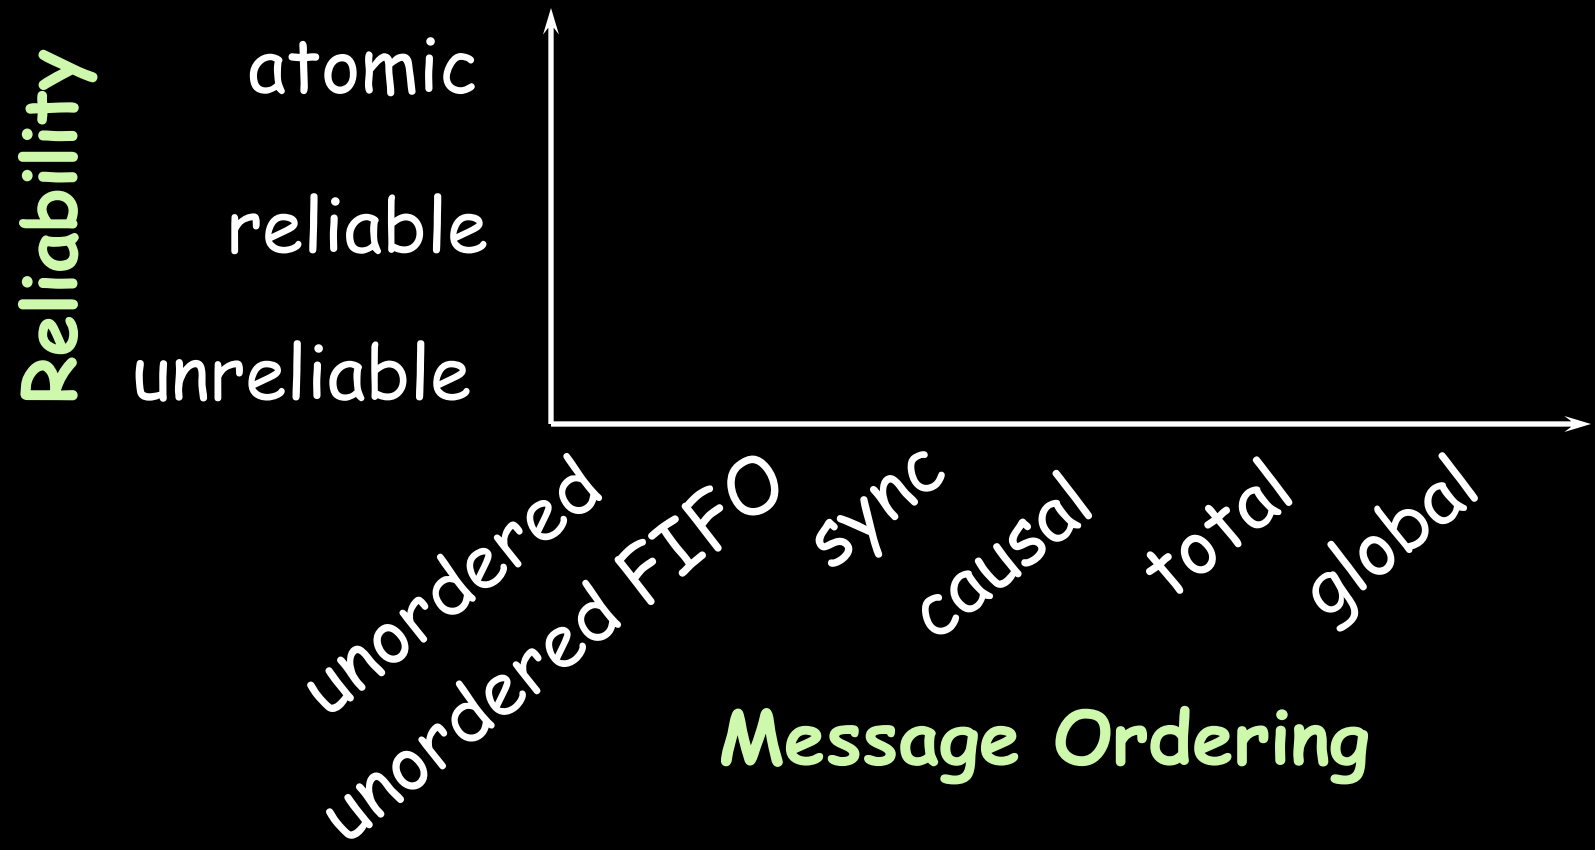 Reliability
atomic
reliable
unreliable
unordered
unordered FIFO
sync
causal
total
global
Message Ordering